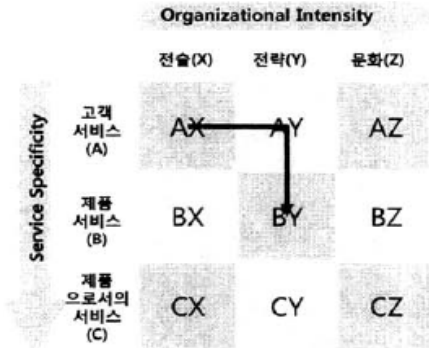 Organizational Intensity
전술(X) 전략(Y) 문화(Z)
Service Specificity
고객
서비스
(A)
AX AY AZ
제품
서비스
(B)
BX BY BZ
제품
으로서의
서비스
(C)
CX CY CZ